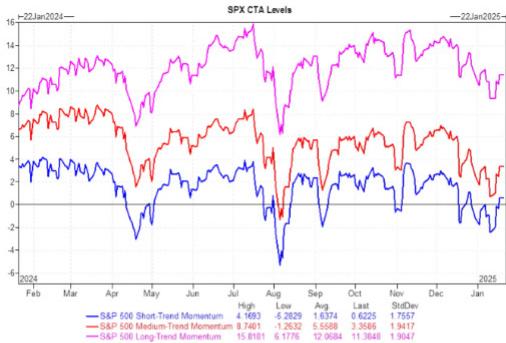 SPX CTA Levels
22Jan2024 22Jan2025
16
14
12
10
8
6
4
2
0
-2
-4
-6
2024 2025
Feb Mar Apr May Jun Jul Aug Sep Oct Nov Dec Jan
High Low Avg. Last StdDev
S&P 500 Short-Trend Momentum 4.1693 -5.2829 1.6374 0.6225 1.7557
S&P 500 Medium-Trend Momentum 8.7401 -1.2632 5.5588 3.3586 1.9417
S&P 500 Long-Trend Momentum 15.8101 6.1776 12.0684 11.3648 1.9047